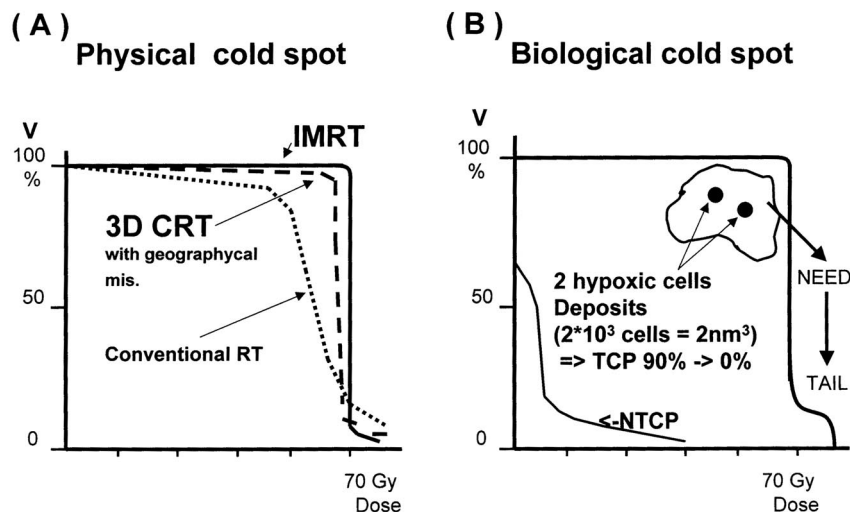 ( A )
Physical cold spot
V
100
%
50
0
IMRT
3D CRT
with geographycal
mis.
Conventional RT
70 Gy
Dose
( B )
Biological cold spot
V
100
%
50
0
2 hypoxic cells
Deposits
(2*10³ cells = 2nm³)
=> TCP 90% -> 0%
<-NTCP
NEED
TAIL
70 Gy
Dose